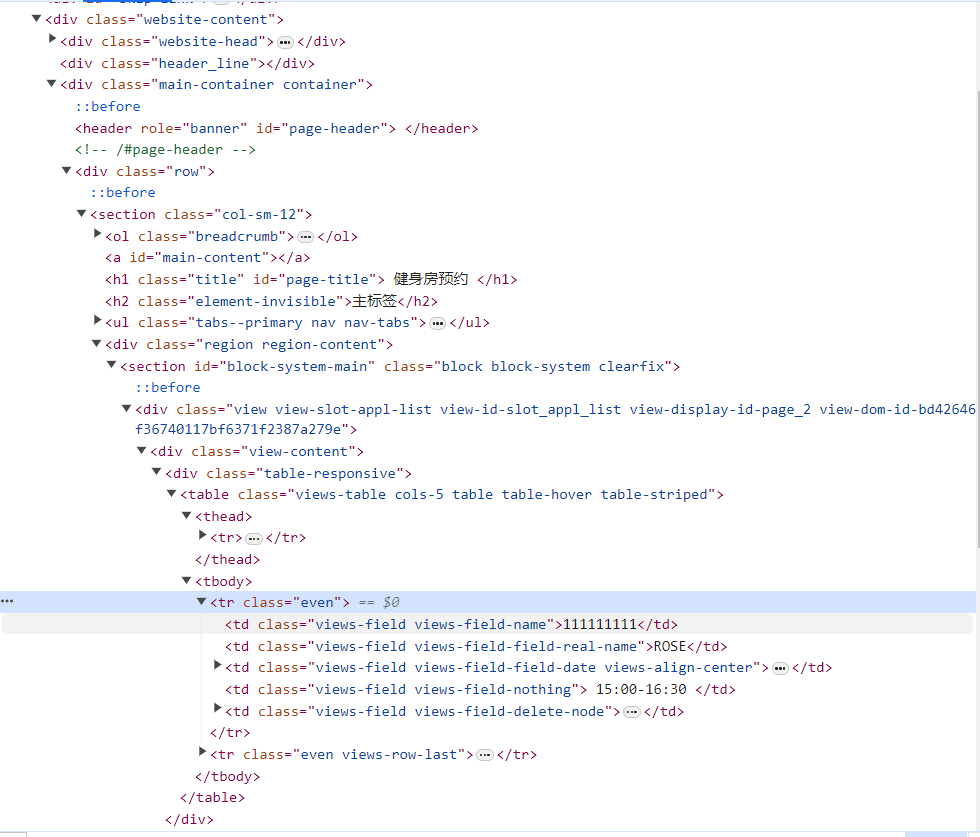 <div class="website-content">
<div class="website-head"> ••• </div>
<div class="header_line"></div>
<div class="main-container container">
::before
<header role="banner" id="page-header"> </header>
<!-- /#page-header -->
<div class="row">
::before
<section class="col-sm-12">
<ol class="breadcrumb"> ••• </ol>
<a id="main-content"></a>
<h1 class="title" id="page-title"> 健身房预约 </h1>
<h2 class="element-invisible">主标签</h2>
<ul class="tabs--primary nav nav-tabs"> ••• </ul>
<div class="region region-content">
<section id="block-system-main" class="block block-system clearfix">
::before
<div class="view view-slot-appl-list view-id-slot_appl_list view-display-id-page_2 view-dom-id-bd42646
f36740117bf6371f2387a279e">
<div class="view-content">
<div class="table-responsive">
<table class="views-table cols-5 table table-hover table-striped">
<thead>
<tr> ••• </tr>
</thead>
<tbody>
••• <tr class="even"> == $0
<td class="views-field views-field-name">111111111</td>
<td class="views-field views-field-field-real-name">ROSE</td>
<td class="views-field views-field-field-date views-align-center"> ••• </td>
<td class="views-field views-field-nothing"> 15:00-16:30 </td>
<td class="views-field views-field-delete-node"> ••• </td>
</tr>
<tr class="even views-row-last"> ••• </tr>
</tbody>
</table>
</div>